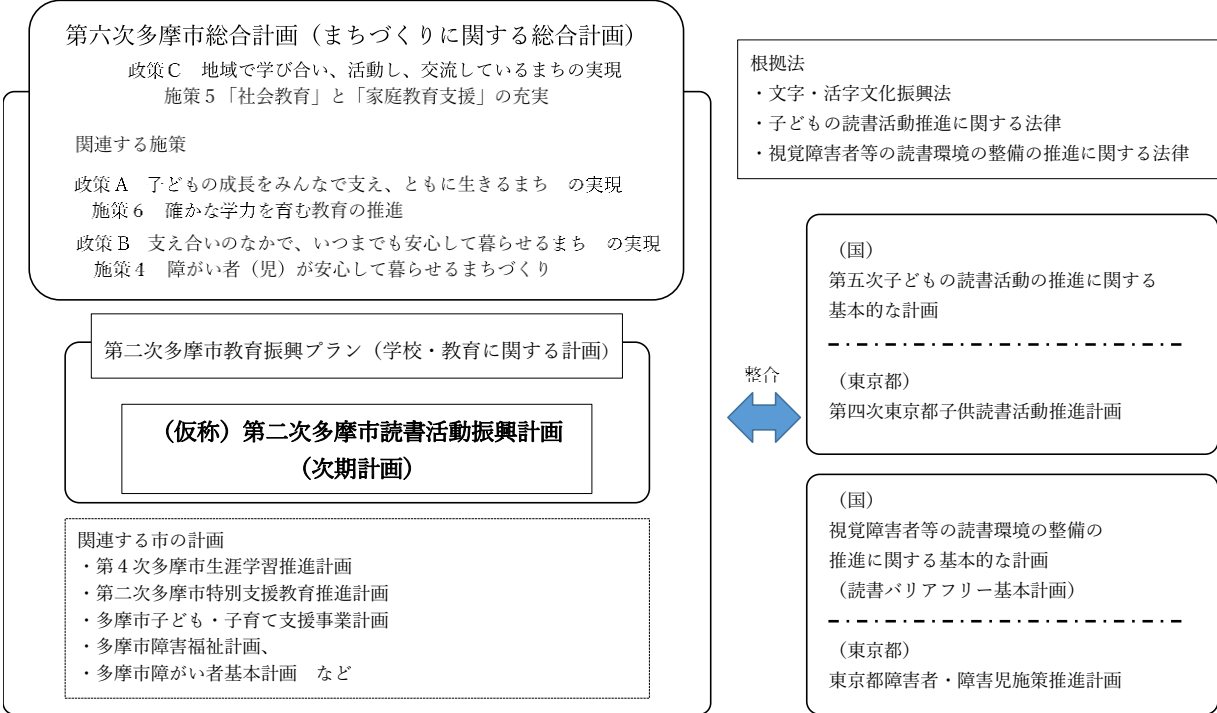 第六次多摩市総合計画（まちづくりに関する総合計画）
政策Ｃ　地域で学び合い、活動し、交流しているまちの実現
施策５「社会教育」と「家庭教育支援」の充実
関連する施策
政策Ａ　子どもの成長をみんなで支え、ともに生きるまち　の実現
施策６　確かな学力を育む教育の推進
政策Ｂ　支え合いのなかで、いつまでも安心して暮らせるまち　の実現
施策４　障がい者（児）が安心して暮らせるまちづくり
第二次多摩市教育振興プラン（学校・教育に関する計画）
（仮称）第二次多摩市読書活動振興計画
（次期計画）
関連する市の計画
・第４次多摩市生涯学習推進計画
・第二次多摩市特別支援教育推進計画
・多摩市子ども・子育て支援事業計画
・多摩市障害福祉計画、
・多摩市障がい者基本計画　など
整合
根拠法
・文字・活字文化振興法
・子どもの読書活動推進に関する法律
・視覚障害者等の読書環境の整備の推進に関する法律
（国）
第五次子どもの読書活動の推進に関する
基本的な計画
（東京都）
第四次東京都子供読書活動推進計画
（国）
視覚障害者等の読書環境の整備の
推進に関する基本的な計画
（読書バリアフリー基本計画）
（東京都）
東京都障害者・障害児施策推進計画